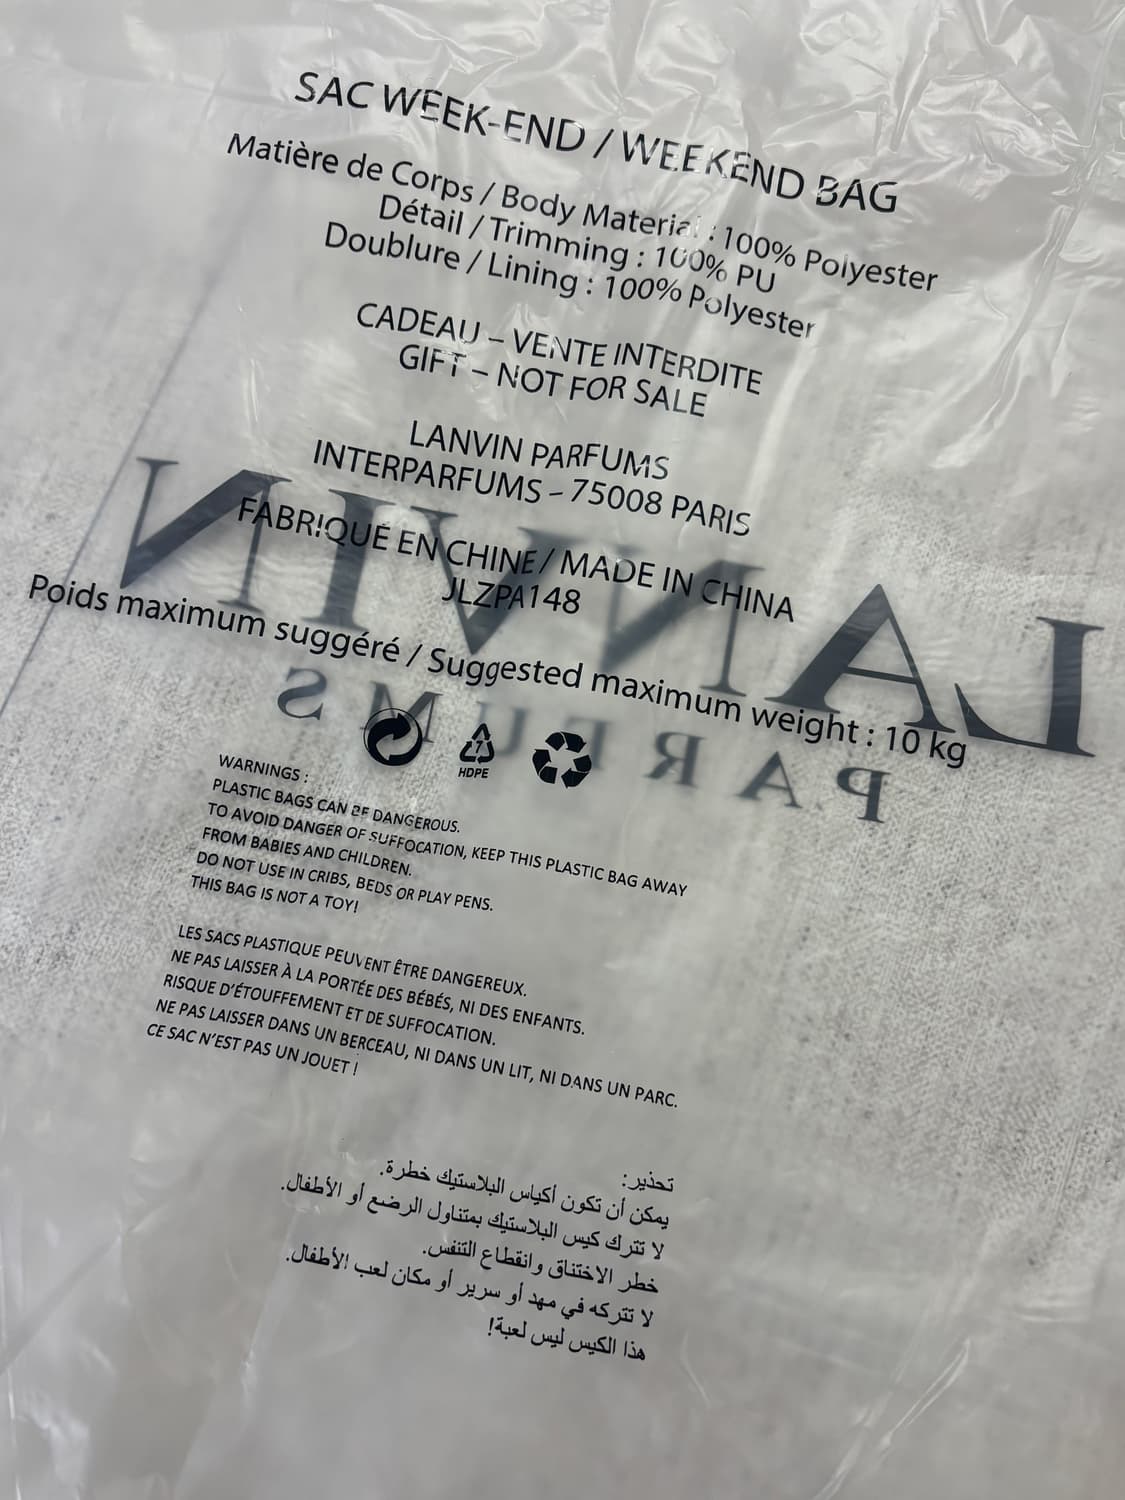 SAC WEEK-END / WEEKEND BAG
Matière de Corps / Body Material : 100% Polyester
Détail / Trimming : 100% PU
Doublure / Lining : 100% Polyester
CADEAU – VENTE INTERDITE
GIFT – NOT FOR SALE
LANVIN PARFUMS
INTERPARFUMS – 75008 PARIS
FABRIQUÉ EN CHINE / MADE IN CHINA
JLZPA148
Poids maximum suggéré / Suggested maximum weight : 10 kg
LANVIN
PARFUMS
7
HDPE
WARNINGS :
PLASTIC BAGS CAN BE DANGEROUS.
TO AVOID DANGER OF SUFFOCATION, KEEP THIS PLASTIC BAG AWAY
FROM BABIES AND CHILDREN.
DO NOT USE IN CRIBS, BEDS OR PLAY PENS.
THIS BAG IS NOT A TOY!
LES SACS PLASTIQUE PEUVENT ÊTRE DANGEREUX.
NE PAS LAISSER À LA PORTÉE DES BÉBÉS, NI DES ENFANTS.
RISQUE D'ÉTOUFFEMENT ET DE SUFFOCATION.
NE PAS LAISSER DANS UN BERCEAU, NI DANS UN LIT, NI DANS UN PARC.
CE SAC N'EST PAS UN JOUET !
تحذير:
يمكن أن تكون أكياس البلاستيك خطرة.
لا تترك كيس البلاستيك بمتناول الرضع أو الأطفال.
خطر الاختناق وانقطاع التنفس.
لا تتركه في مهد أو سرير أو مكان لعب الأطفال.
هذا الكيس ليس لعبة!